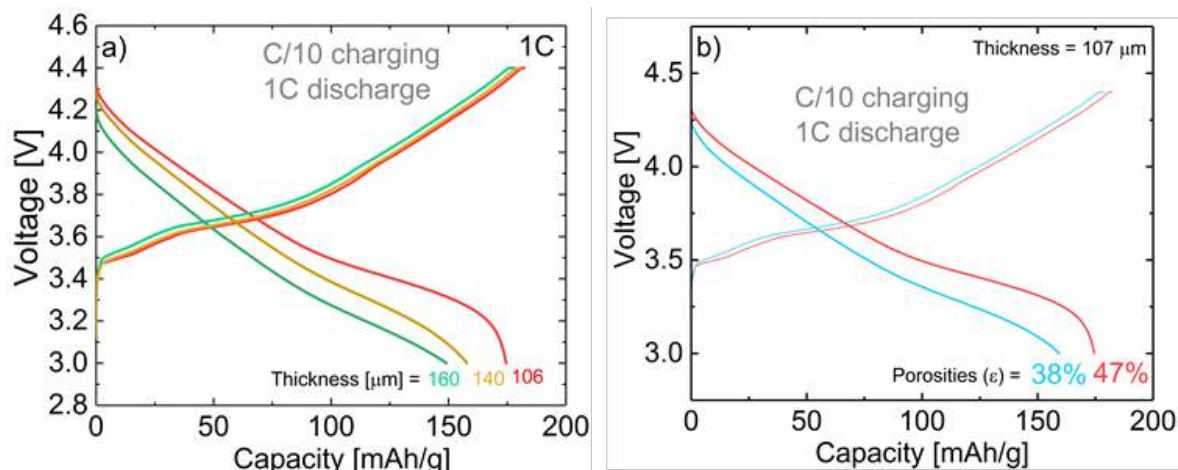 a)
1C
C/10 charging
1C discharge
4.6
4.4
4.2
4.0
3.8
3.6
3.4
3.2
3.0
2.8
Voltage [V]
Thickness [μm] = 160 140 106
0 50 100 150 200
Capacity [mAh/g]
b)
Thickness = 107 μm
C/10 charging
1C discharge
4.5
4.0
3.5
3.0
Voltage [V]
Porosities (ε) = 38% 47%
0 50 100 150 200
Capacity [mAh/g]